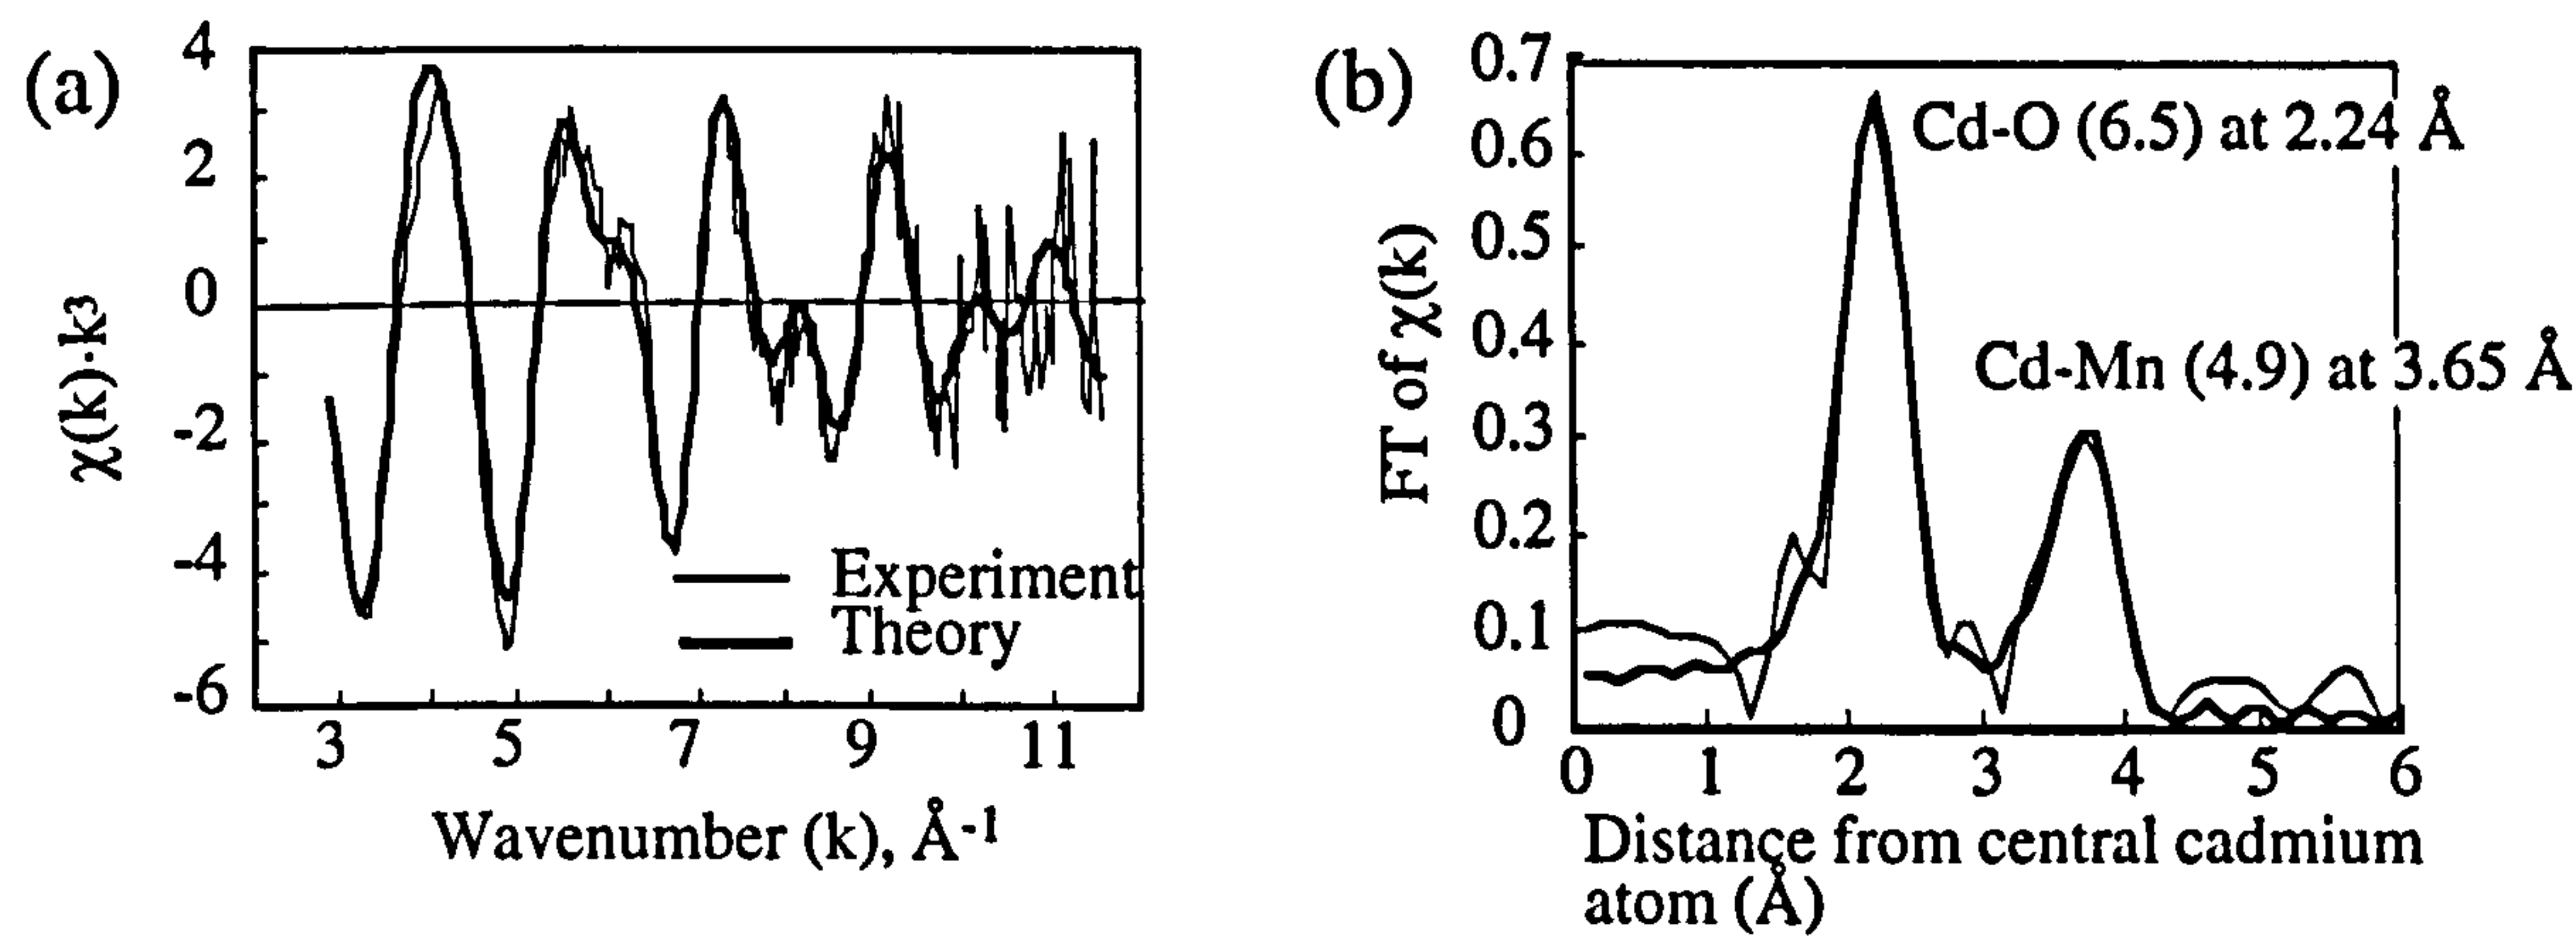 (a)
4
2
0
-2
-4
-6
χ(k)·k³
Experiment
Theory
3 5 7 9 11
Wavenumber (k), Å⁻¹
(b)
0.7
0.6
0.5
0.4
0.3
0.2
0.1
0
FT of χ(k)
Cd-O (6.5) at 2.24 Å
Cd-Mn (4.9) at 3.65 Å
0 1 2 3 4 5 6
Distance from central cadmium
atom (Å)